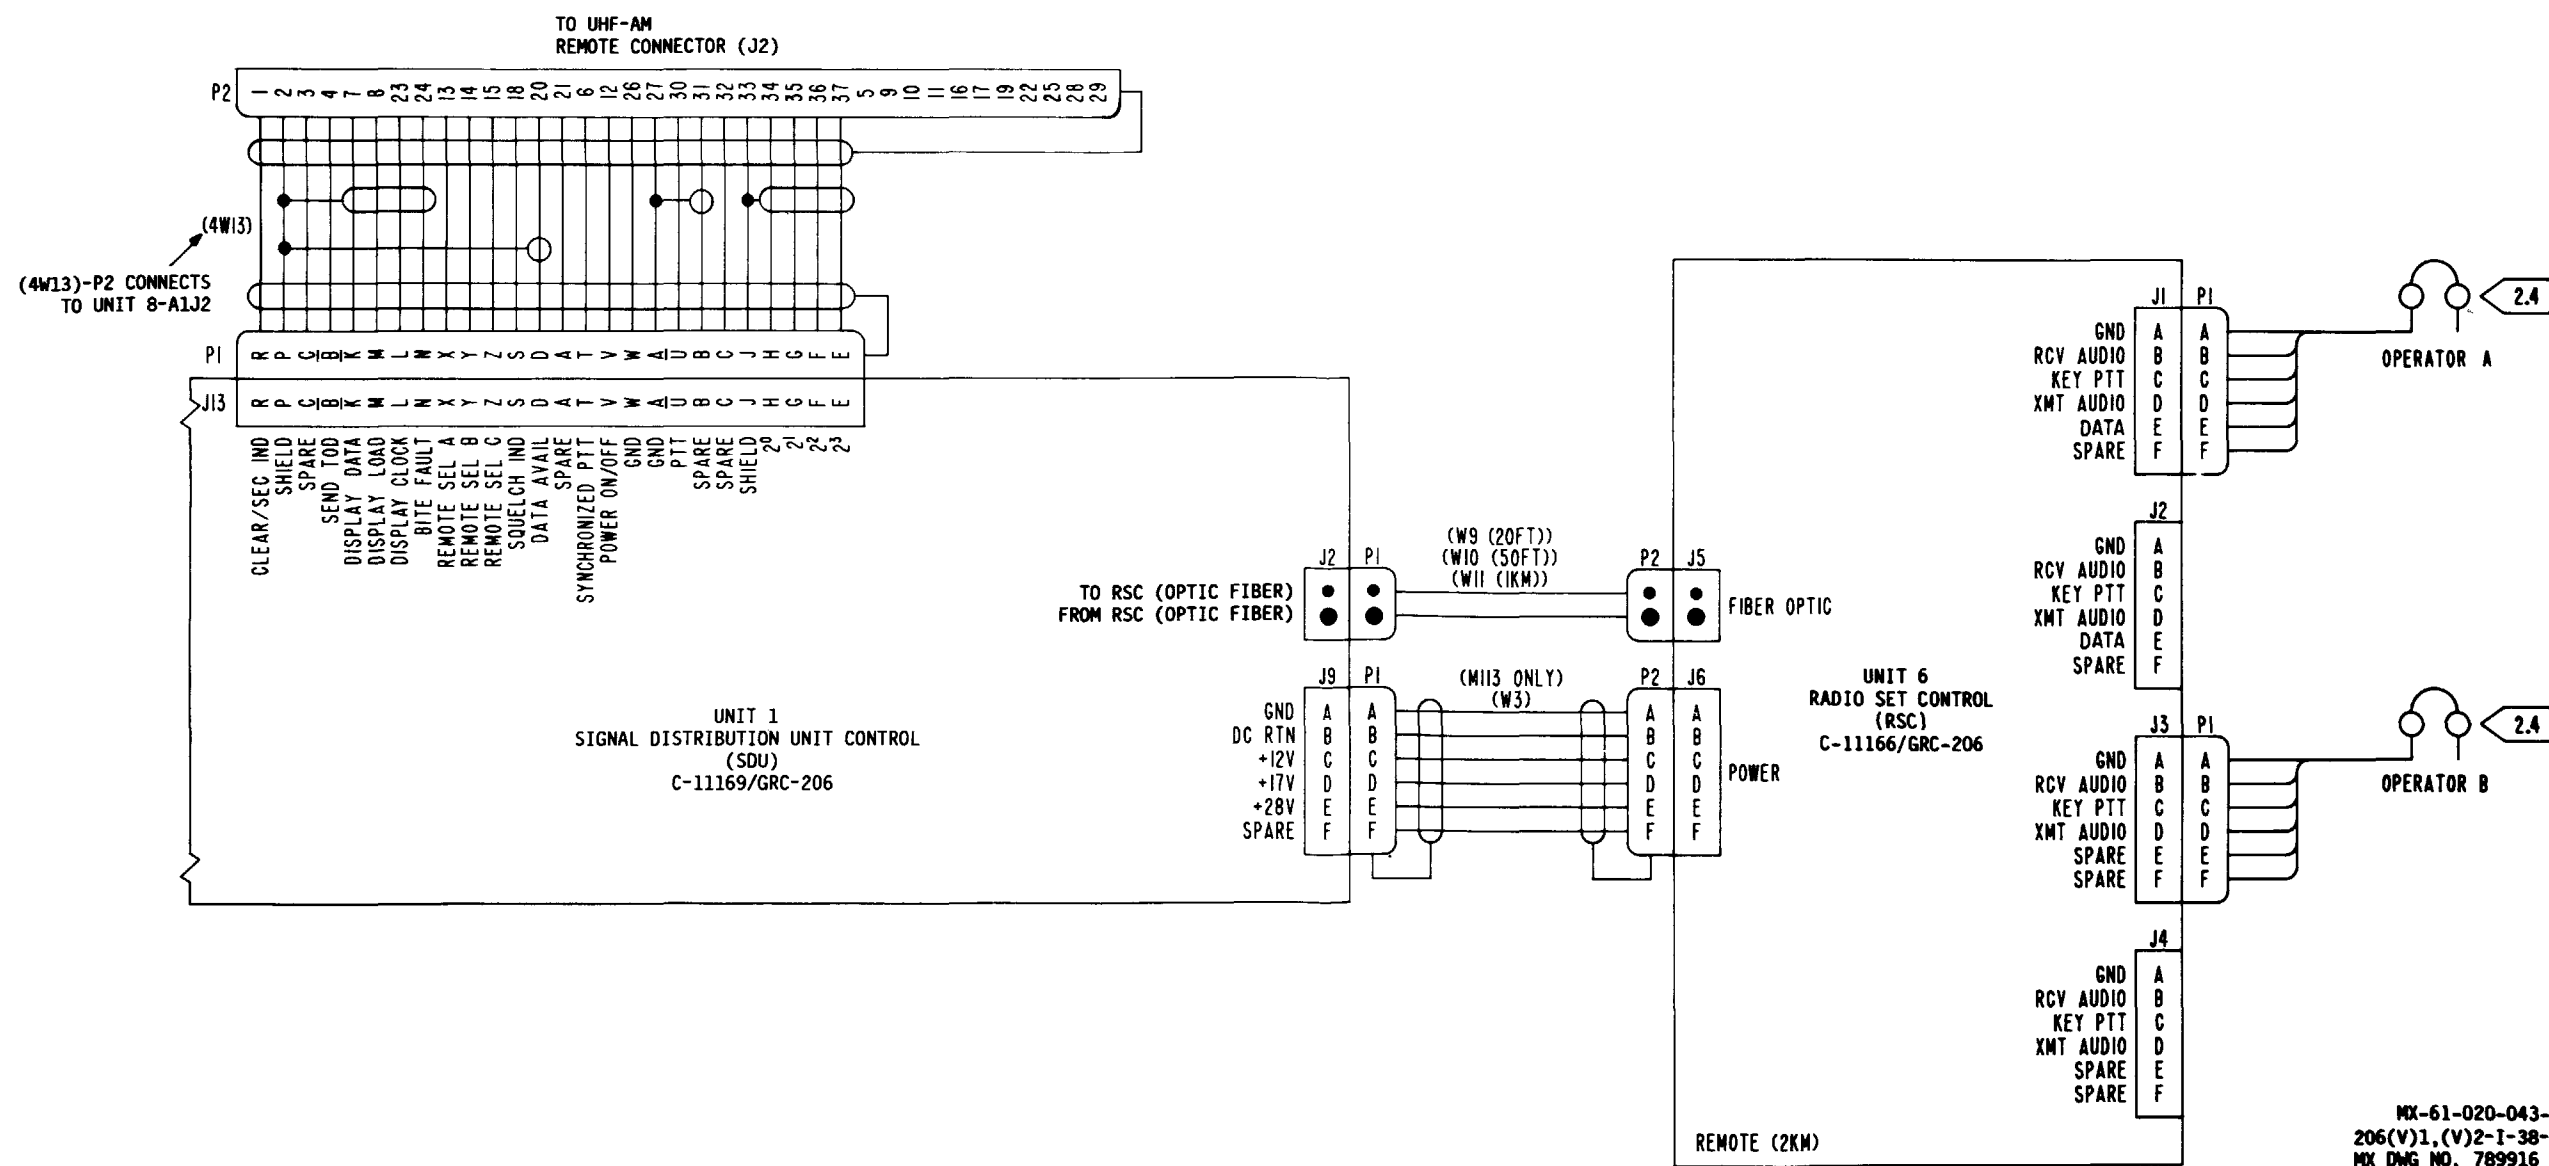 TO UHF-AM
REMOTE CONNECTOR (J2)
P2 1 2 3 4 7 8 23 24 13 14 15 18 20 21 6 12 26 27 30 31 32 33 34 35 36 37 5 9 10 11 16 17 19 22 25 28 29
(4W13)
(4W13)-P2 CONNECTS
TO UNIT 8-A1J2
P1 R P C B K M L N X Y Z S D A T V W A U B C J H G F E
J13 R P C B K M L N X Y Z S D A T V W A U B C J H G F E
CLEAR/SEC IND
SHIELD
SPARE
SEND TOD
DISPLAY DATA
DISPLAY LOAD
DISPLAY CLOCK
BITE FAULT
REMOTE SEL A
REMOTE SEL B
REMOTE SEL C
SQUELCH IND
DATA AVAIL
SPARE
SYNCHRONIZED PTT
POWER ON/OFF
GND
GND
PTT
SPARE
SPARE
SHIELD
2⁰
2¹
2²
2³
UNIT 1
SIGNAL DISTRIBUTION UNIT CONTROL
(SDU)
C-11169/GRC-206
(W9 (20FT))
(W10 (50FT))
(W11 (1KM))
J2 P1
P2 J5
TO RSC (OPTIC FIBER)
FROM RSC (OPTIC FIBER)
FIBER OPTIC
(M113 ONLY)
(W3)
J9 P1
P2 J6
GND A A A A
DC RTN B B B B
+12V C C C C
+17V D D D D
+28V E E E E
SPARE F F F F
POWER
UNIT 6
RADIO SET CONTROL
(RSC)
C-11166/GRC-206
J1 P1
GND A A
RCV AUDIO B B
KEY PTT C C
XMT AUDIO D D
DATA E E
SPARE F F
2.4
OPERATOR A
J2
GND A
RCV AUDIO B
KEY PTT C
XMT AUDIO D
DATA E
SPARE F
J3 P1
GND A A
RCV AUDIO B B
KEY PTT C C
XMT AUDIO D D
SPARE E E
SPARE F F
2.4
OPERATOR B
J4
GND A
RCV AUDIO B
KEY PTT C
XMT AUDIO D
SPARE E
SPARE F
REMOTE (2KM)
MX-61-020-043-
206(V)1,(V)2-I-38-
MX DWG NO. 789916